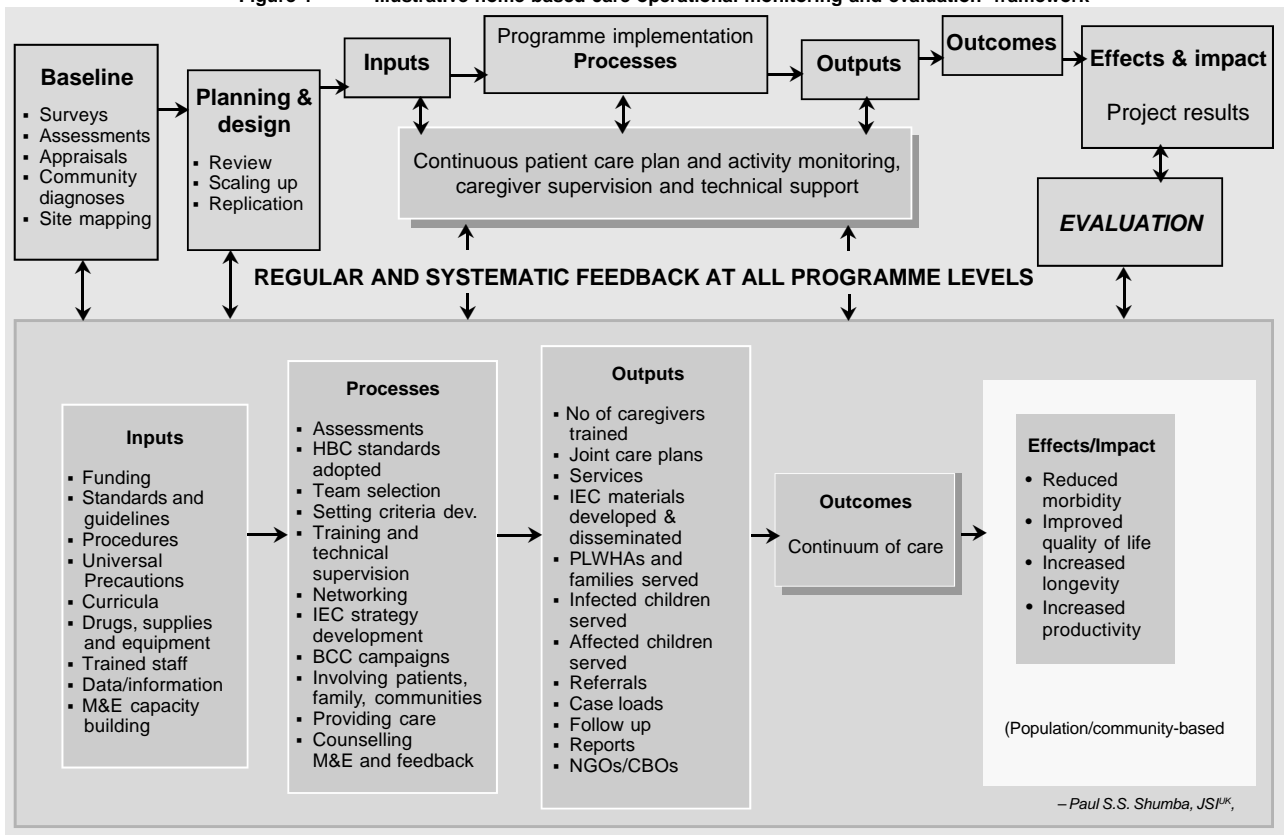 Illustrative home-based care operational monitoring and evaluation framework
Baseline
▪ Surveys
▪ Assessments
▪ Appraisals
▪ Community
diagnoses
▪ Site mapping
Planning &
design
▪ Review
▪ Scaling up
▪ Replication
Inputs
Programme implementation
Processes
Outputs
Outcomes
Effects & impact
Project results
Continuous patient care plan and activity monitoring,
caregiver supervision and technical support
EVALUATION
REGULAR AND SYSTEMATIC FEEDBACK AT ALL PROGRAMME LEVELS
Inputs
▪ Funding
▪ Standards and
guidelines
▪ Procedures
▪ Universal
Precautions
▪ Curricula
▪ Drugs, supplies
and equipment
▪ Trained staff
▪ Data/information
▪ M&E capacity
building
Processes
▪ Assessments
▪ HBC standards
adopted
▪ Team selection
▪ Setting criteria dev.
▪ Training and
technical
supervision
▪ Networking
▪ IEC strategy
development
▪ BCC campaigns
▪ Involving patients,
family, communities
▪ Providing care
▪ Counselling
M&E and feedback
Outputs
▪ No of caregivers
trained
▪ Joint care plans
▪ Services
▪ IEC materials
developed &
disseminated
▪ PLWHAs and
families served
▪ Infected children
served
▪ Affected children
served
▪ Referrals
▪ Case loads
▪ Follow up
▪ Reports
▪ NGOs/CBOs
Outcomes
Continuum of care
Effects/Impact
• Reduced
morbidity
• Improved
quality of life
• Increased
longevity
• Increased
productivity
(Population/community-based
– Paul S.S. Shumba, JSIUK,